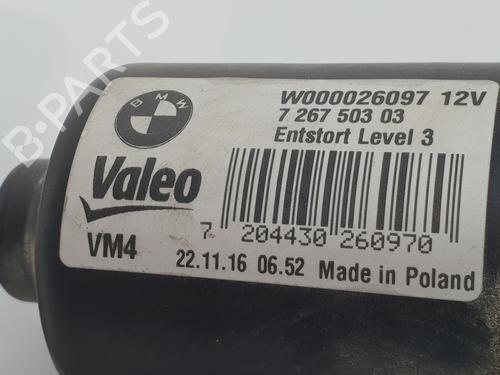 BMW
W000026097 12V
7 267 503 03
Entstort Level 3
Valeo
7 204430 260970
VM4
22.11.16 06.52 Made in Poland